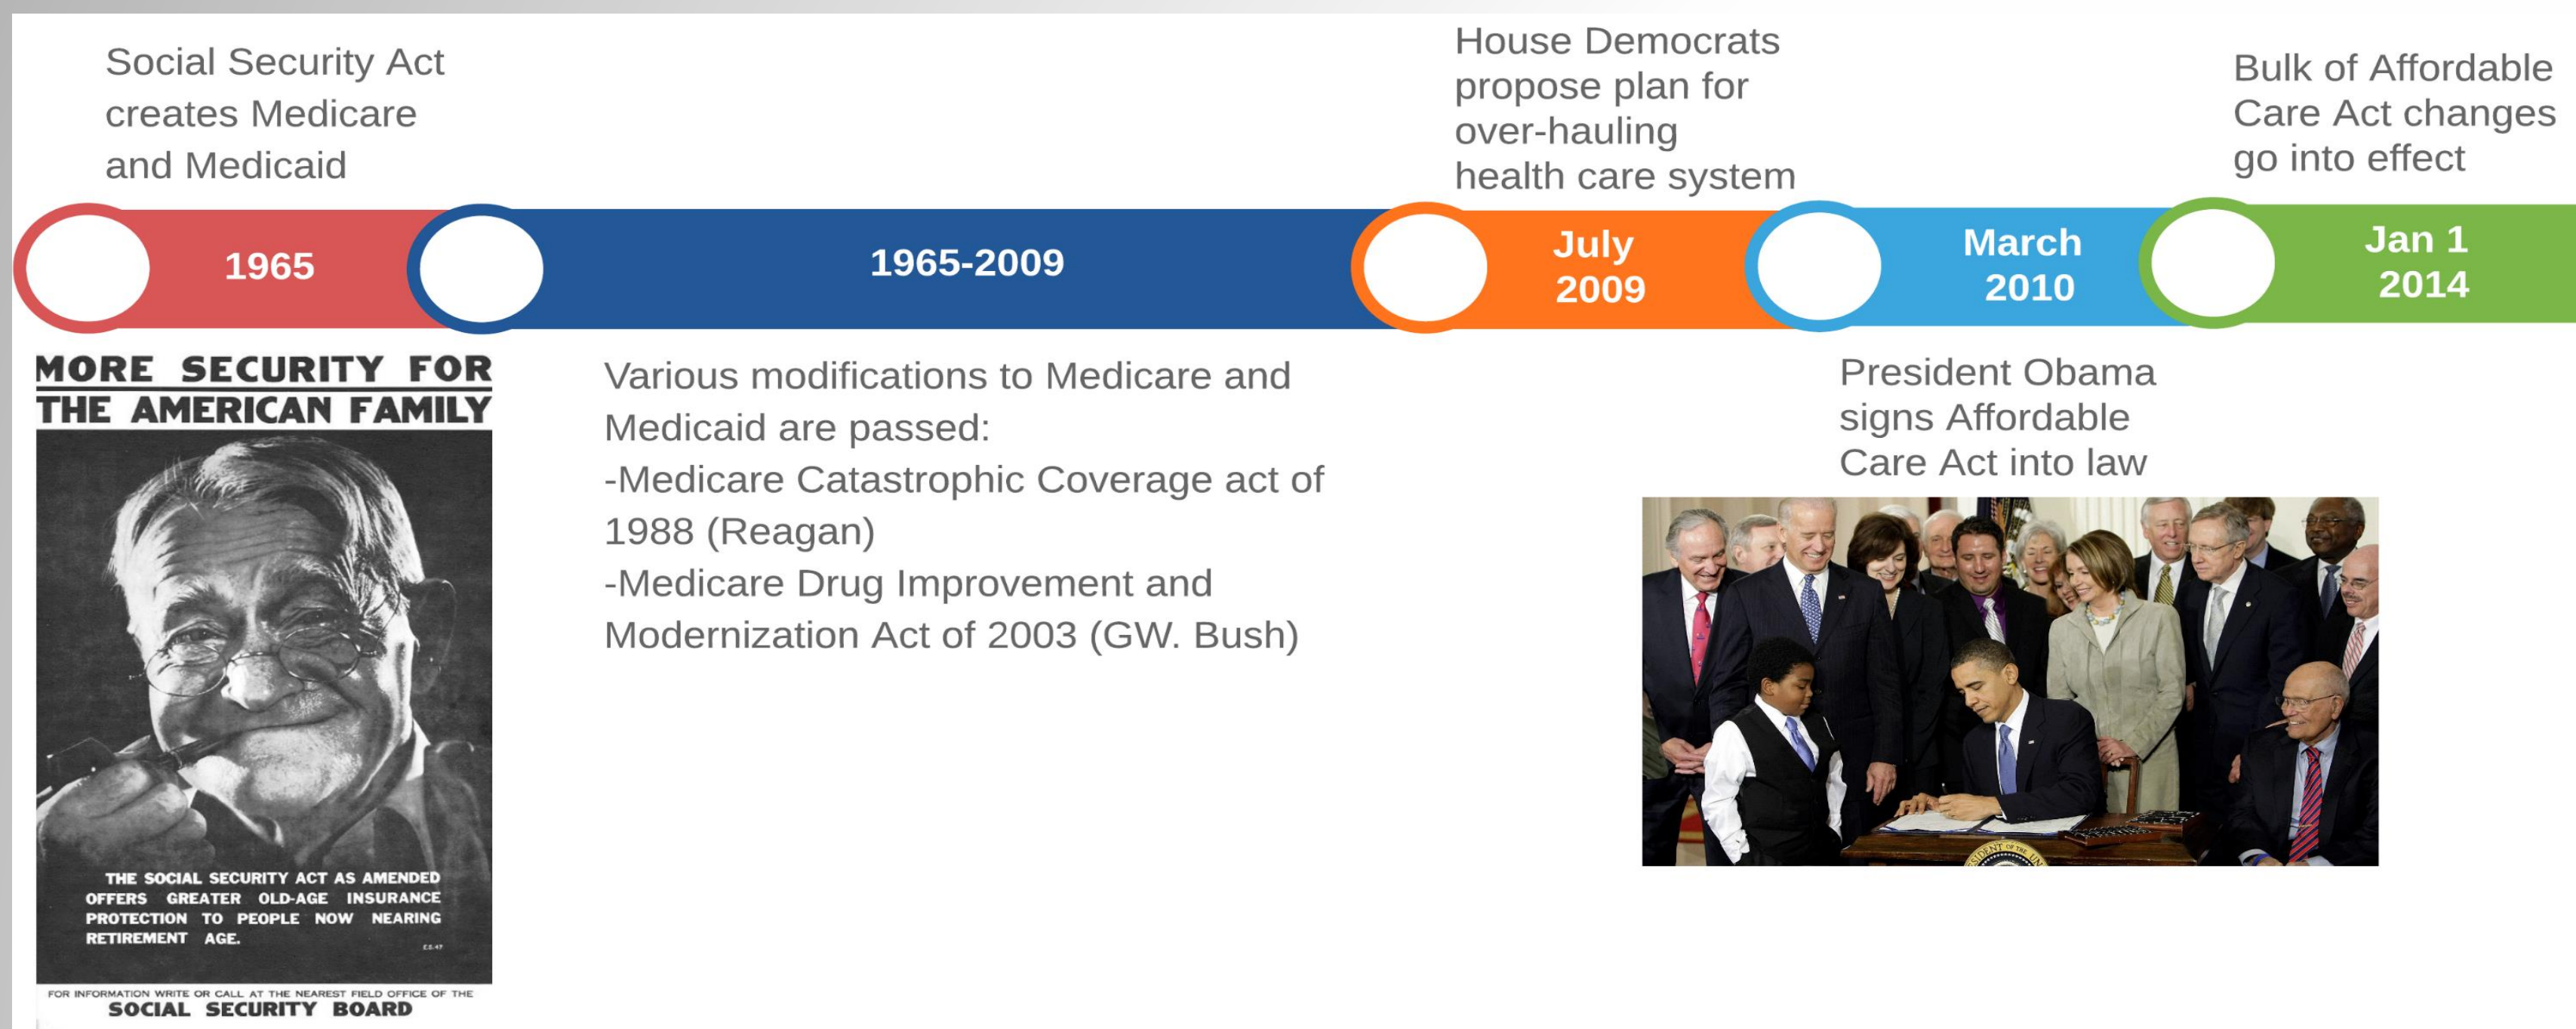 Social Security Act
creates Medicare
and Medicaid
1965
MORE SECURITY FOR
THE AMERICAN FAMILY
THE SOCIAL SECURITY ACT AS AMENDED
OFFERS GREATER OLD-AGE INSURANCE
PROTECTION TO PEOPLE NOW NEARING
RETIREMENT AGE.
FOR INFORMATION WRITE OR CALL AT THE NEAREST FIELD OFFICE OF THE
SOCIAL SECURITY BOARD
1965-2009
Various modifications to Medicare and
Medicaid are passed:
-Medicare Catastrophic Coverage act of
1988 (Reagan)
-Medicare Drug Improvement and
Modernization Act of 2003 (GW. Bush)
House Democrats
propose plan for
over-hauling
health care system
July
2009
March
2010
President Obama
signs Affordable
Care Act into law
Bulk of Affordable
Care Act changes
go into effect
Jan 1
2014